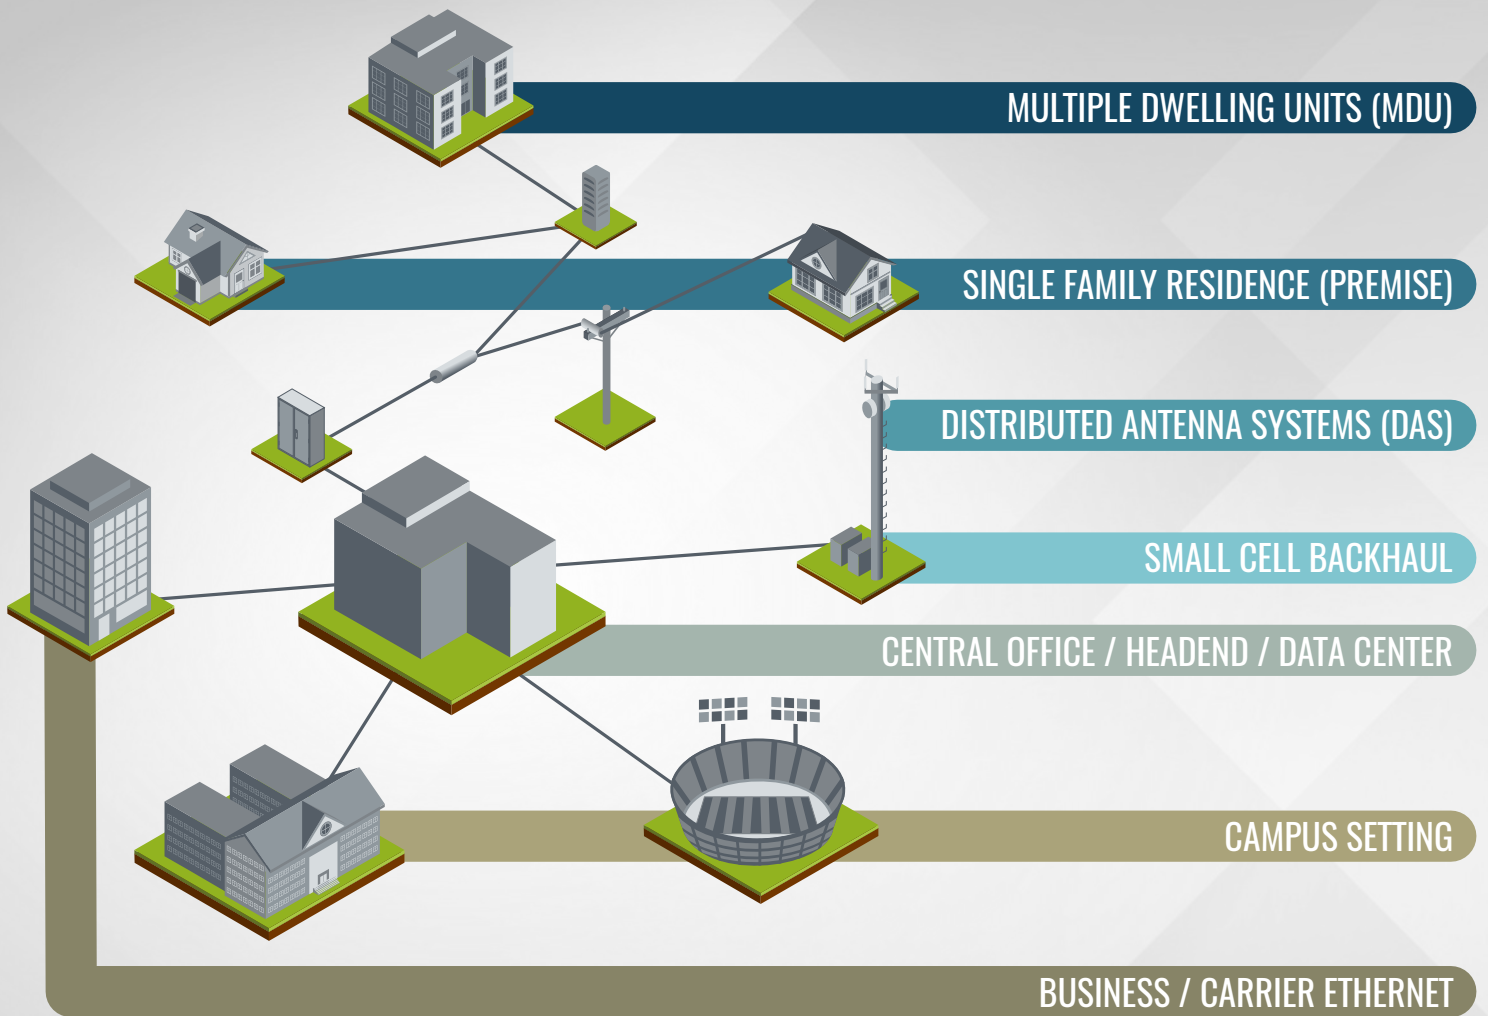 MULTIPLE DWELLING UNITS (MDU)
SINGLE FAMILY RESIDENCE (PREMISE)
DISTRIBUTED ANTENNA SYSTEMS (DAS)
SMALL CELL BACKHAUL
CENTRAL OFFICE / HEADEND / DATA CENTER
CAMPUS SETTING
BUSINESS / CARRIER ETHERNET